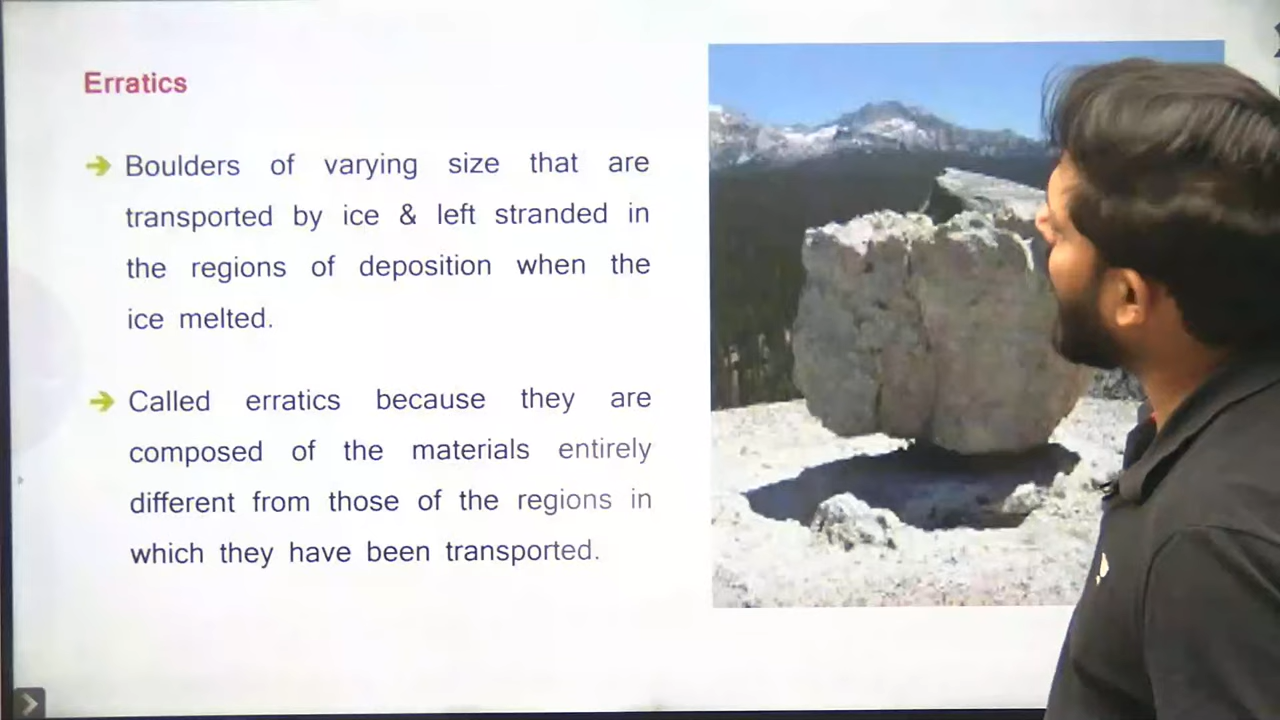 Erratics
Boulders of varying size that are
transported by ice & left stranded in
the regions of deposition when the
ice melted.
Called erratics because they are
composed of the materials entirely
different from those of the regions in
which they have been transported.